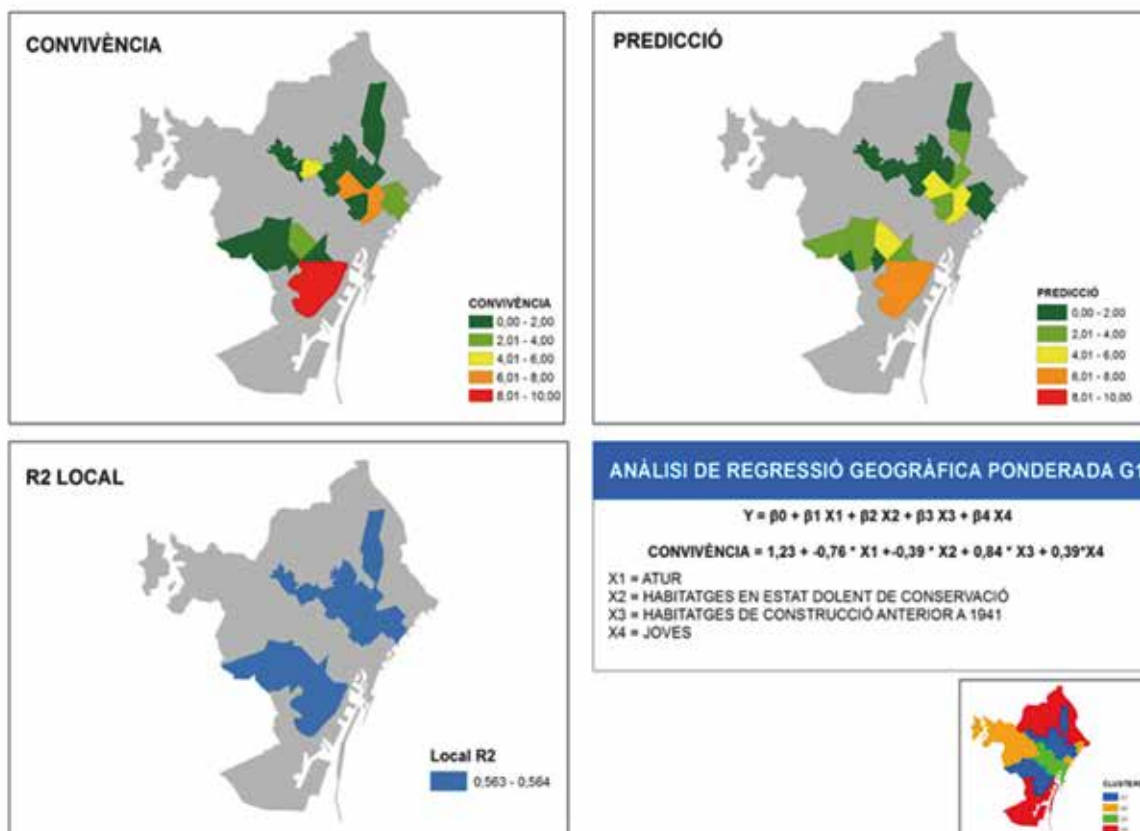 CONVIVÈNCIA
CONVIVÈNCIA
0,00 - 2,00
2,01 - 4,00
4,01 - 6,00
6,01 - 8,00
8,01 - 10,00
PREDICCIÓ
PREDICCIÓ
0,00 - 2,00
2,01 - 4,00
4,01 - 6,00
6,01 - 8,00
8,01 - 10,00
R2 LOCAL
Local R2
0,563 - 0,564
ANÀLISI DE REGRESSIÓ GEOGRÀFICA PONDERADA G1
Y = β0 + β1 X1 + β2 X2 + β3 X3 + β4 X4
CONVIVÈNCIA = 1,23 + -0,76 * X1 +-0,39 * X2 + 0,84 * X3 + 0,39*X4
X1 = ATUR
X2 = HABITATGES EN ESTAT DOLENT DE CONSERVACIÓ
X3 = HABITATGES DE CONSTRUCCIÓ ANTERIOR A 1941
X4 = JOVES